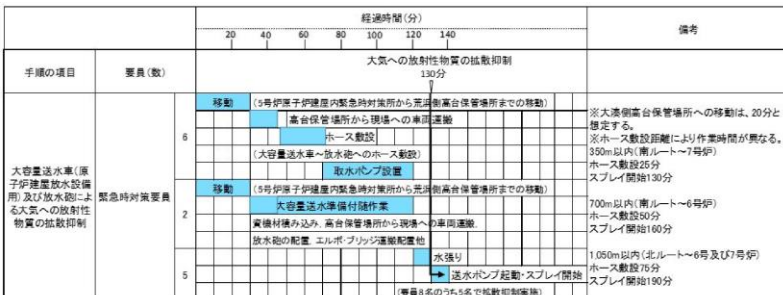 経過時間(分)
備考
20 40 60 80 100 120 140
手順の項目
要員(数)
大気への放射性物質の拡散抑制
130分
大容量送水車(原
子炉建屋放水設備
用)及び放水砲によ
る大気への放射性
物質の拡散抑制
緊急時対策要員
6
移動
(5号炉原子炉建屋内緊急時対策所から荒浜側高台保管場所までの移動)
高台保管場所から現場への車両運搬
ホース敷設
(大容量送水車~放水砲へのホース敷設)
取水ポンプ設置
2
移動
(5号炉原子炉建屋内緊急時対策所から荒浜側高台保管場所までの移動)
大容量送水準備付随作業
資機材積み込み、高台保管場所から現場への車両運搬、
放水砲の配置、エルボ・ブリッジ運搬配置他
5
水張り
送水ポンプ起動・スプレイ開始
(要員8名のうち5名で拡散抑制実施)
※大湊側高台保管場所への移動は、20分と
想定する。
※ホース敷設距離により作業時間が異なる。
350m以内(南ルート~7号炉)
ホース敷設25分
スプレイ開始130分
700m以内(南ルート~6号炉)
ホース敷設50分
スプレイ開始160分
1,050m以内(北ルート~6号及び7号炉)
ホース敷設75分
スプレイ開始190分